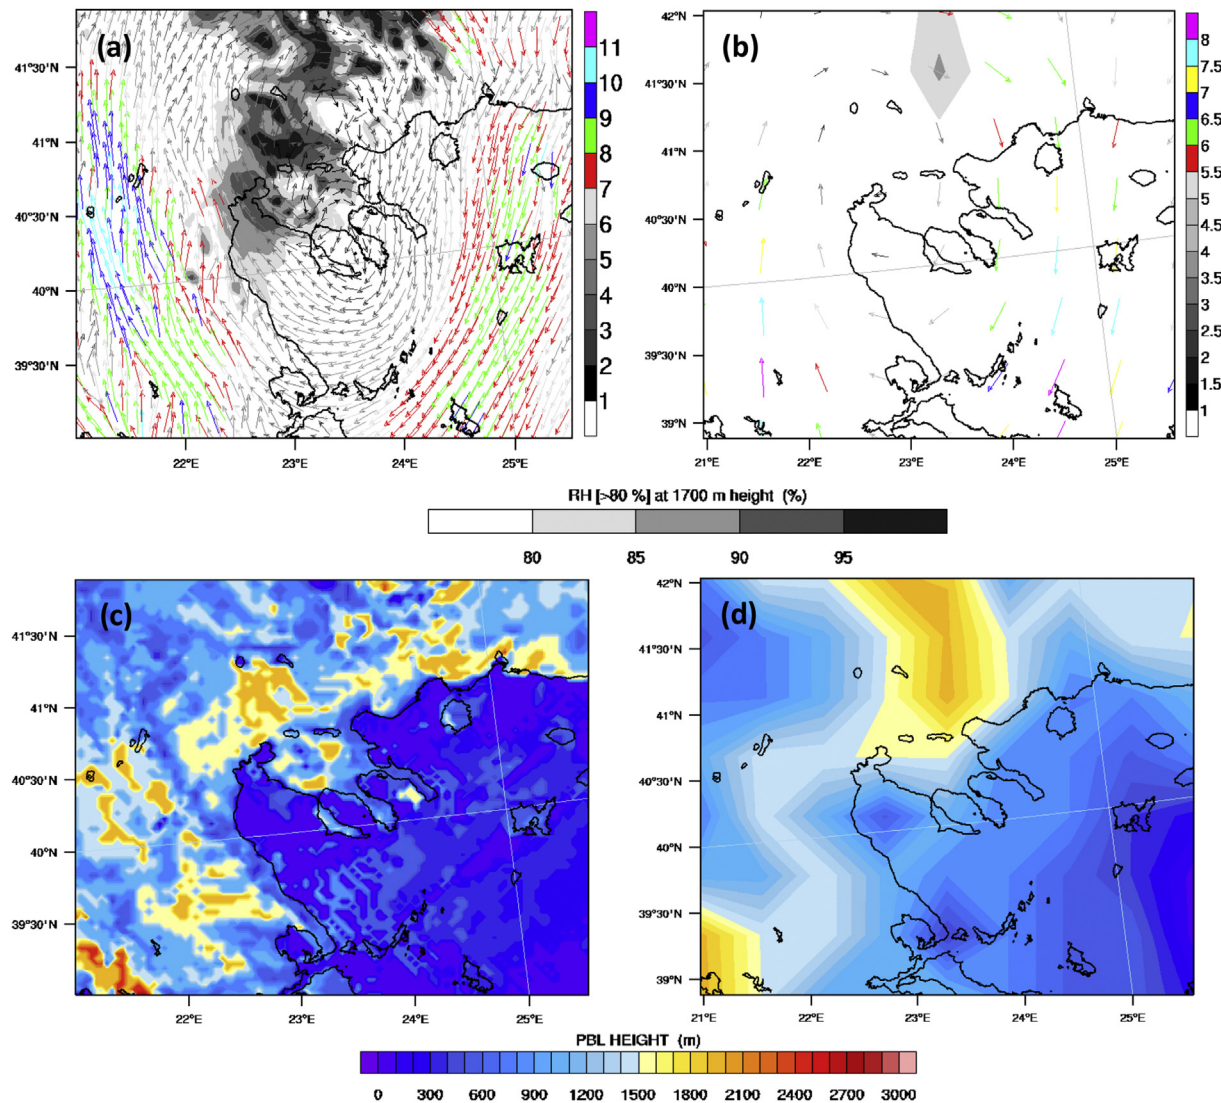 (a)
41°30'N
41°N
40°30'N
40°N
39°30'N
22°E 23°E 24°E 25°E
11
10
9
8
7
6
5
4
3
2
1
(b)
42°N
41°30'N
41°N
40°30'N
40°N
39°30'N
39°N
21°E 22°E 23°E 24°E 25°E
8
7.5
7
6.5
6
5.5
5
4.5
4
3.5
3
2.5
2
1.5
1
RH [>80 %] at 1700 m height (%)
80 85 90 95
(c)
41°30'N
41°N
40°30'N
40°N
39°30'N
22°E 23°E 24°E 25°E
(d)
42°N
41°30'N
41°N
40°30'N
40°N
39°30'N
39°N
21°E 22°E 23°E 24°E 25°E
PBL HEIGHT (m)
0 300 600 900 1200 1500 1800 2100 2400 2700 3000